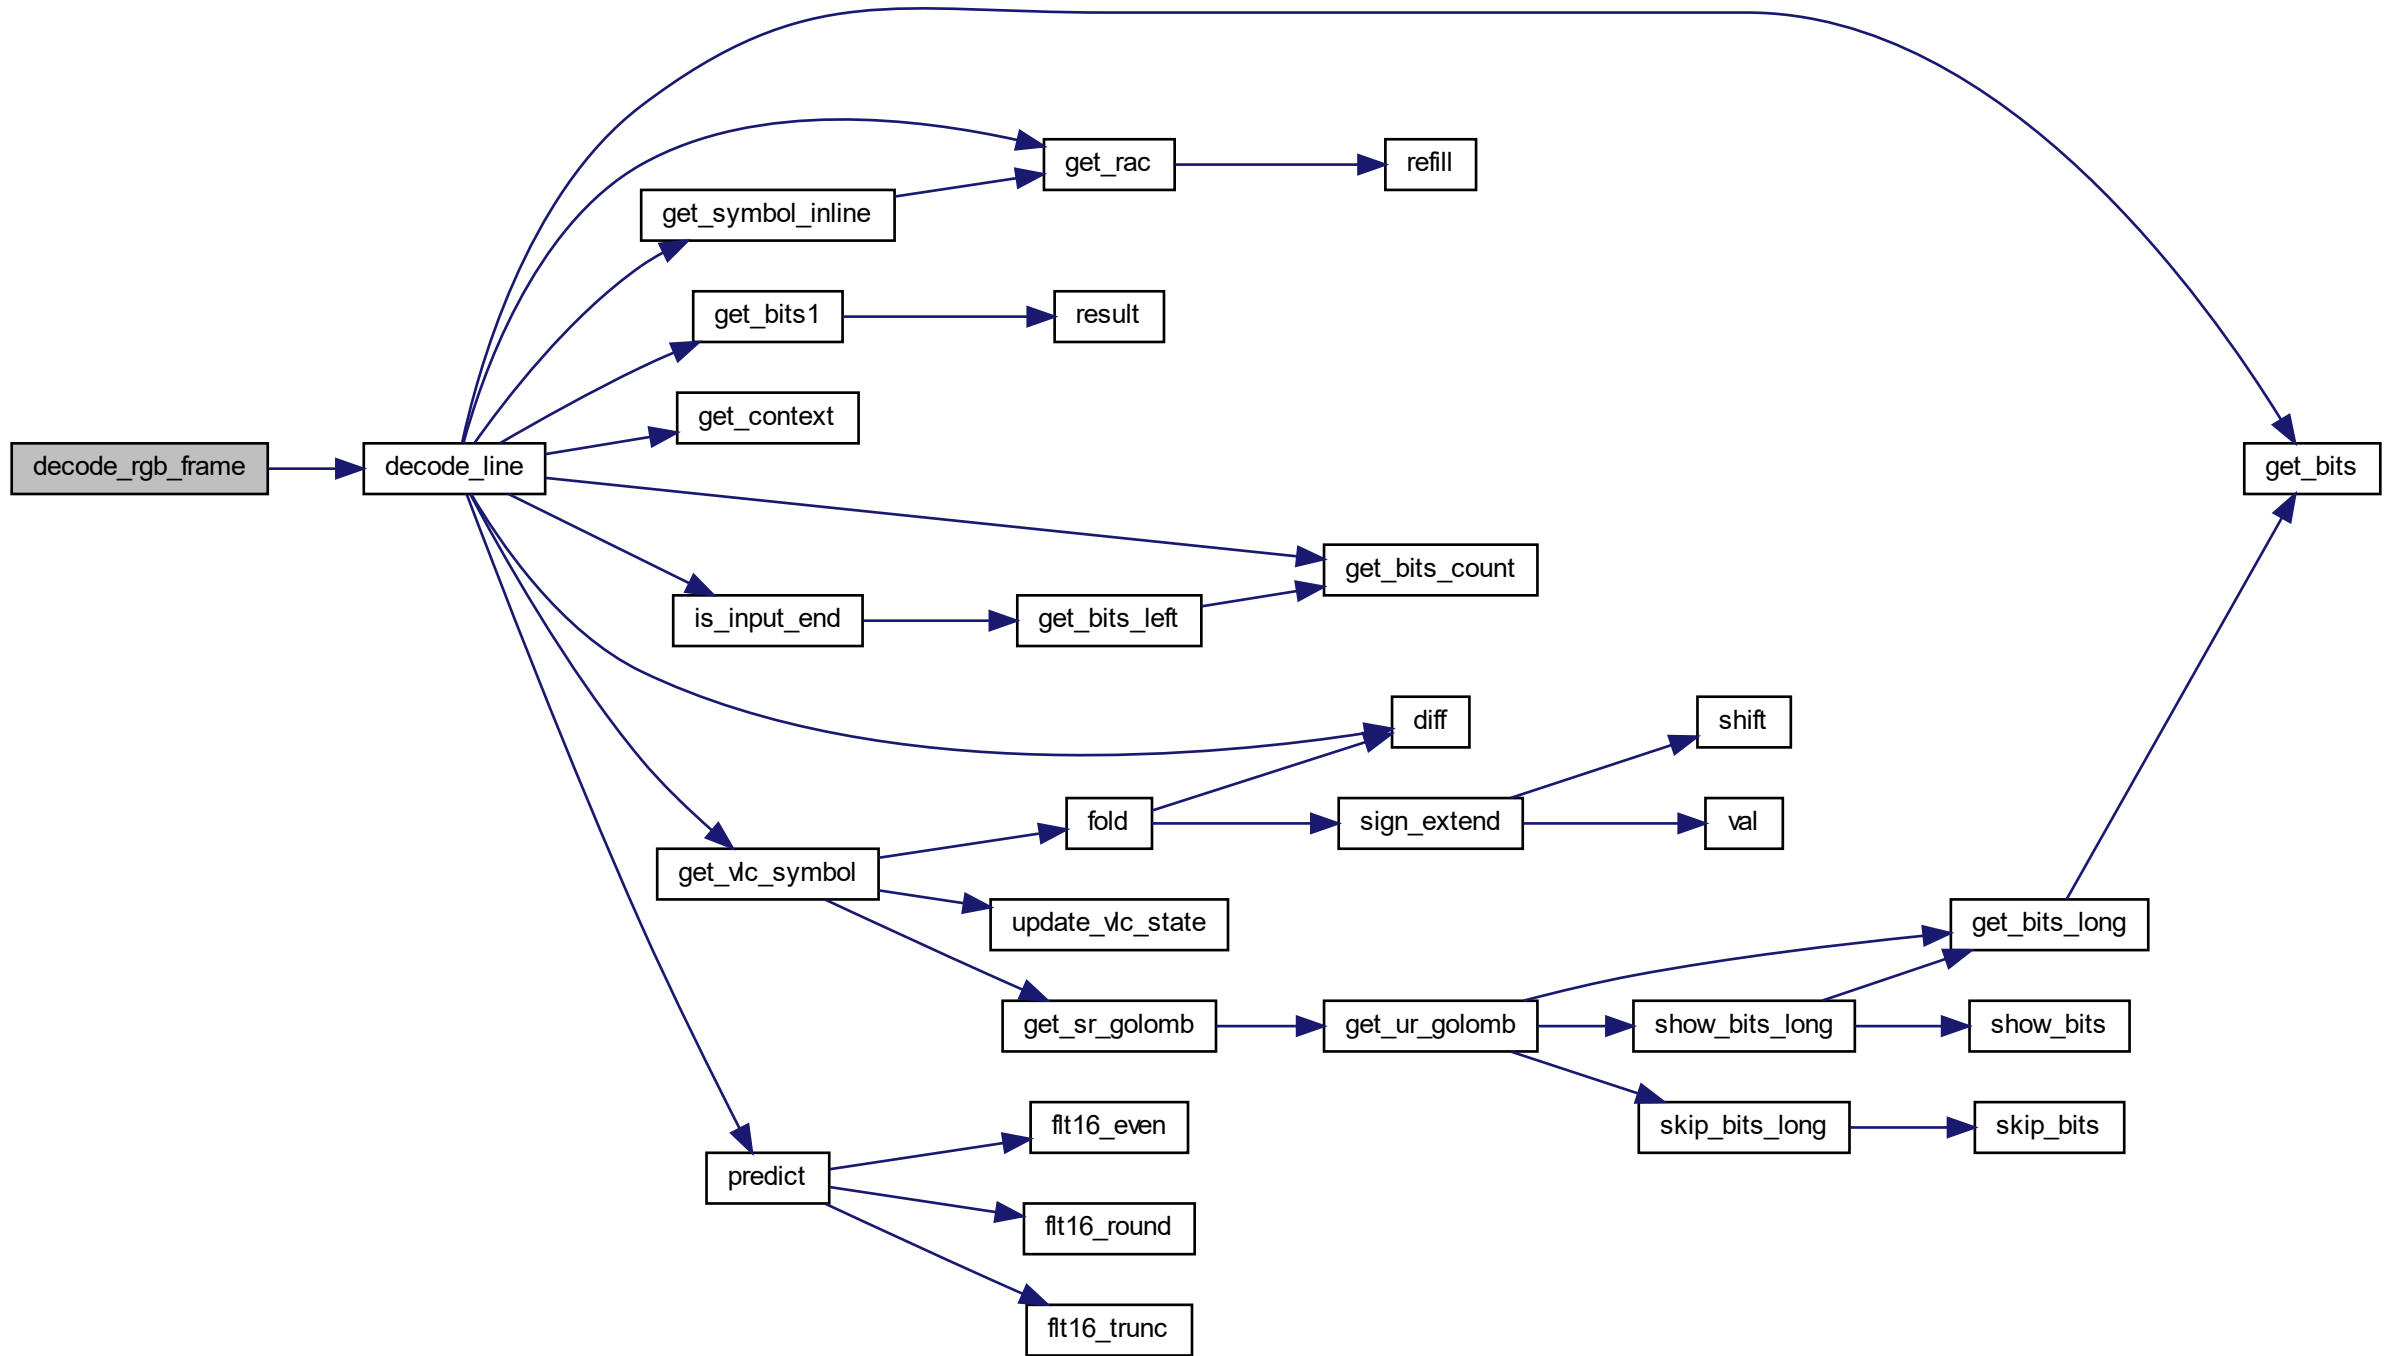 decode_rgb_frame
decode_line
get_rac
refill
get_symbol_inline
get_bits1
result
get_context
get_bits
get_bits_count
is_input_end
get_bits_left
diff
shift
fold
sign_extend
val
get_vlc_symbol
update_vlc_state
get_bits_long
get_sr_golomb
get_ur_golomb
show_bits_long
show_bits
skip_bits_long
skip_bits
flt16_even
predict
flt16_round
flt16_trunc